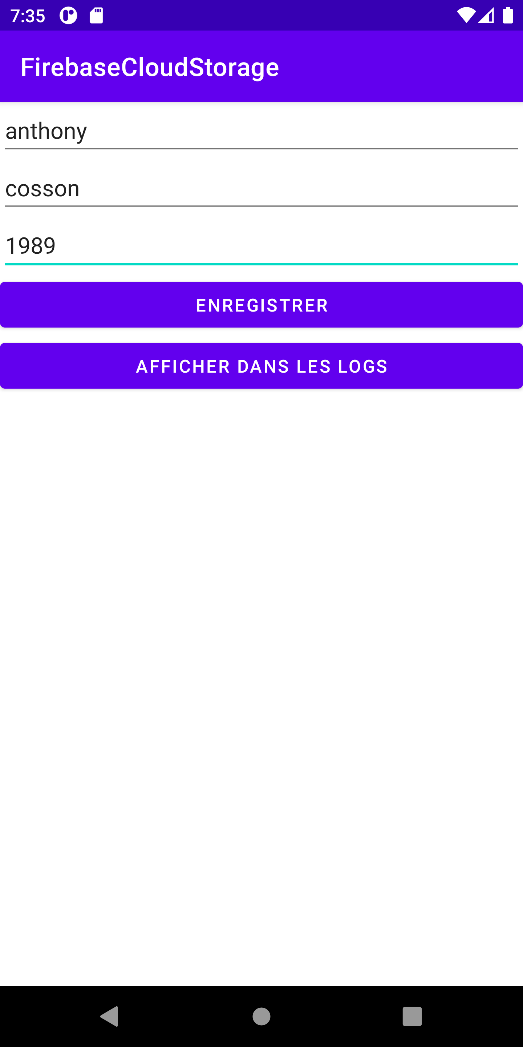 7:35
FirebaseCloudStorage
anthony
cosson
1989
ENREGISTRER
AFFICHER DANS LES LOGS